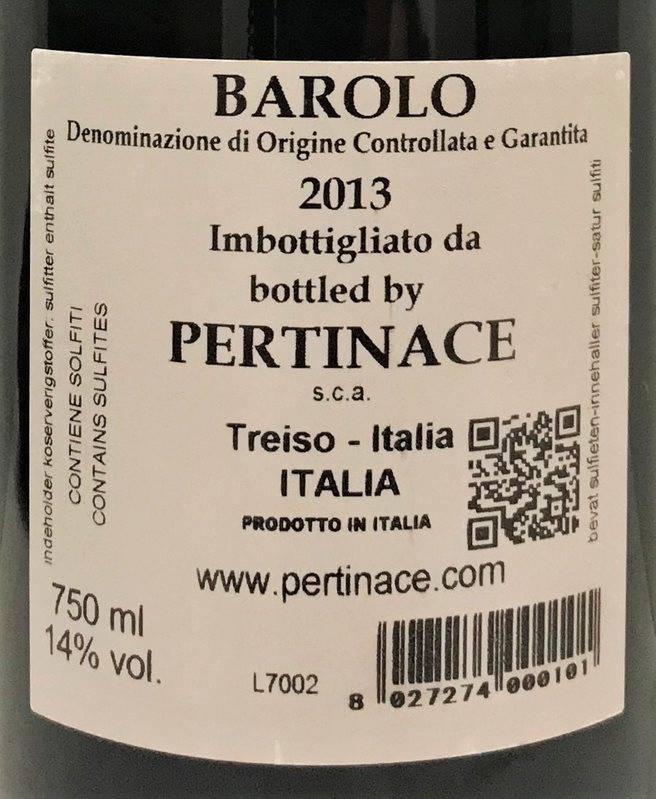 BAROLO
Denominazione di Origine Controllata e Garantita
2013
Imbottigliato da
bottled by
PERTINACE
s.c.a.
Treiso - Italia
ITALIA
PRODOTTO IN ITALIA
www.pertinace.com
750 ml
14% vol.
L7002
8 027274 000101
indeholder koserverigstoffer: sulfitter enthalt sulfite
CONTIENE SOLFITI
CONTAINS SULFITES
bevat sulfieten-innehaller sulfiter-satur sulfiti